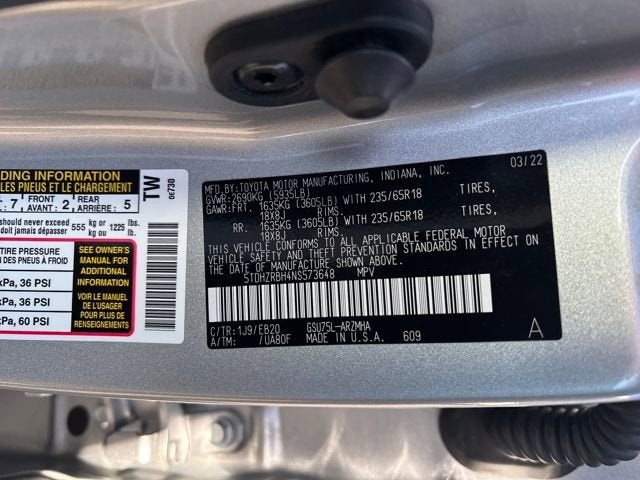 DING INFORMATION
LES PNEUS ET LE CHARGEMENT
: 7 FRONT AVANT : 2 REAR ARRIÈRE : 5
should never exceed 555 kg or 1225 lbs.
doit jamais dépasser kg ou lb.
TIRE PRESSURE
DES PNEUS À FROID
kPa, 36 PSI
kPa, 36 PSI
kPa, 60 PSI
SEE OWNER'S
MANUAL FOR
ADDITIONAL
INFORMATION
VOIR LE MANUEL
DE L'USAGER
POUR PLUS DE
RENSEIGNEMENTS
TW
0E730
MFD.BY:TOYOTA MOTOR MANUFACTURING, INDIANA, INC. 03/22
GVWR:2690KG (5935LB)
GAWR:FRT. 1635KG (3605LB) WITH 235/65R18 TIRES,
18X8J RIMS,
RR. 1635KG (3605LB) WITH 235/65R18 TIRES,
18X8J RIMS.
THIS VEHICLE CONFORMS TO ALL APPLICABLE FEDERAL MOTOR
VEHICLE SAFETY AND THEFT PREVENTION STANDARDS IN EFFECT ON
THE DATE OF MANUFACTURE SHOWN ABOVE.
5TDHZRBH4NS573648 MPV
C/TR:1J9/EB20 GSU75L-ARZMHA
A/TM: /UA80F MADE IN U.S.A. 609 A